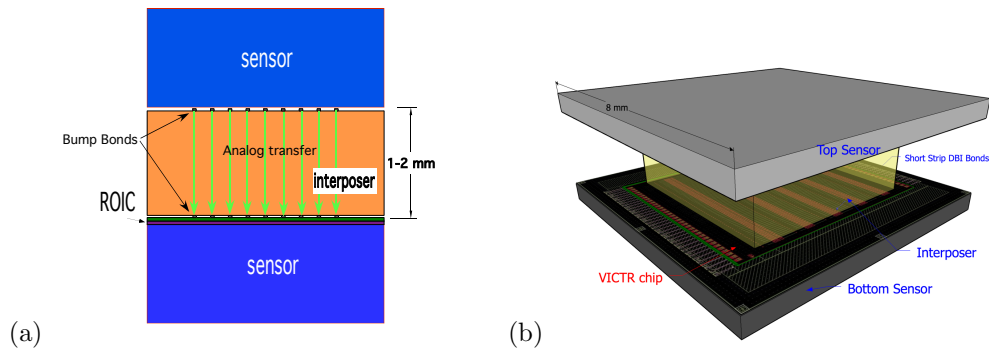 sensor
Bump Bonds
Analog transfer
1-2 mm
interposer
ROIC
sensor
(a)
8 mm
Top Sensor
Short Strip DBI Bonds
Interposer
VICTR chip
Bottom Sensor
(b)